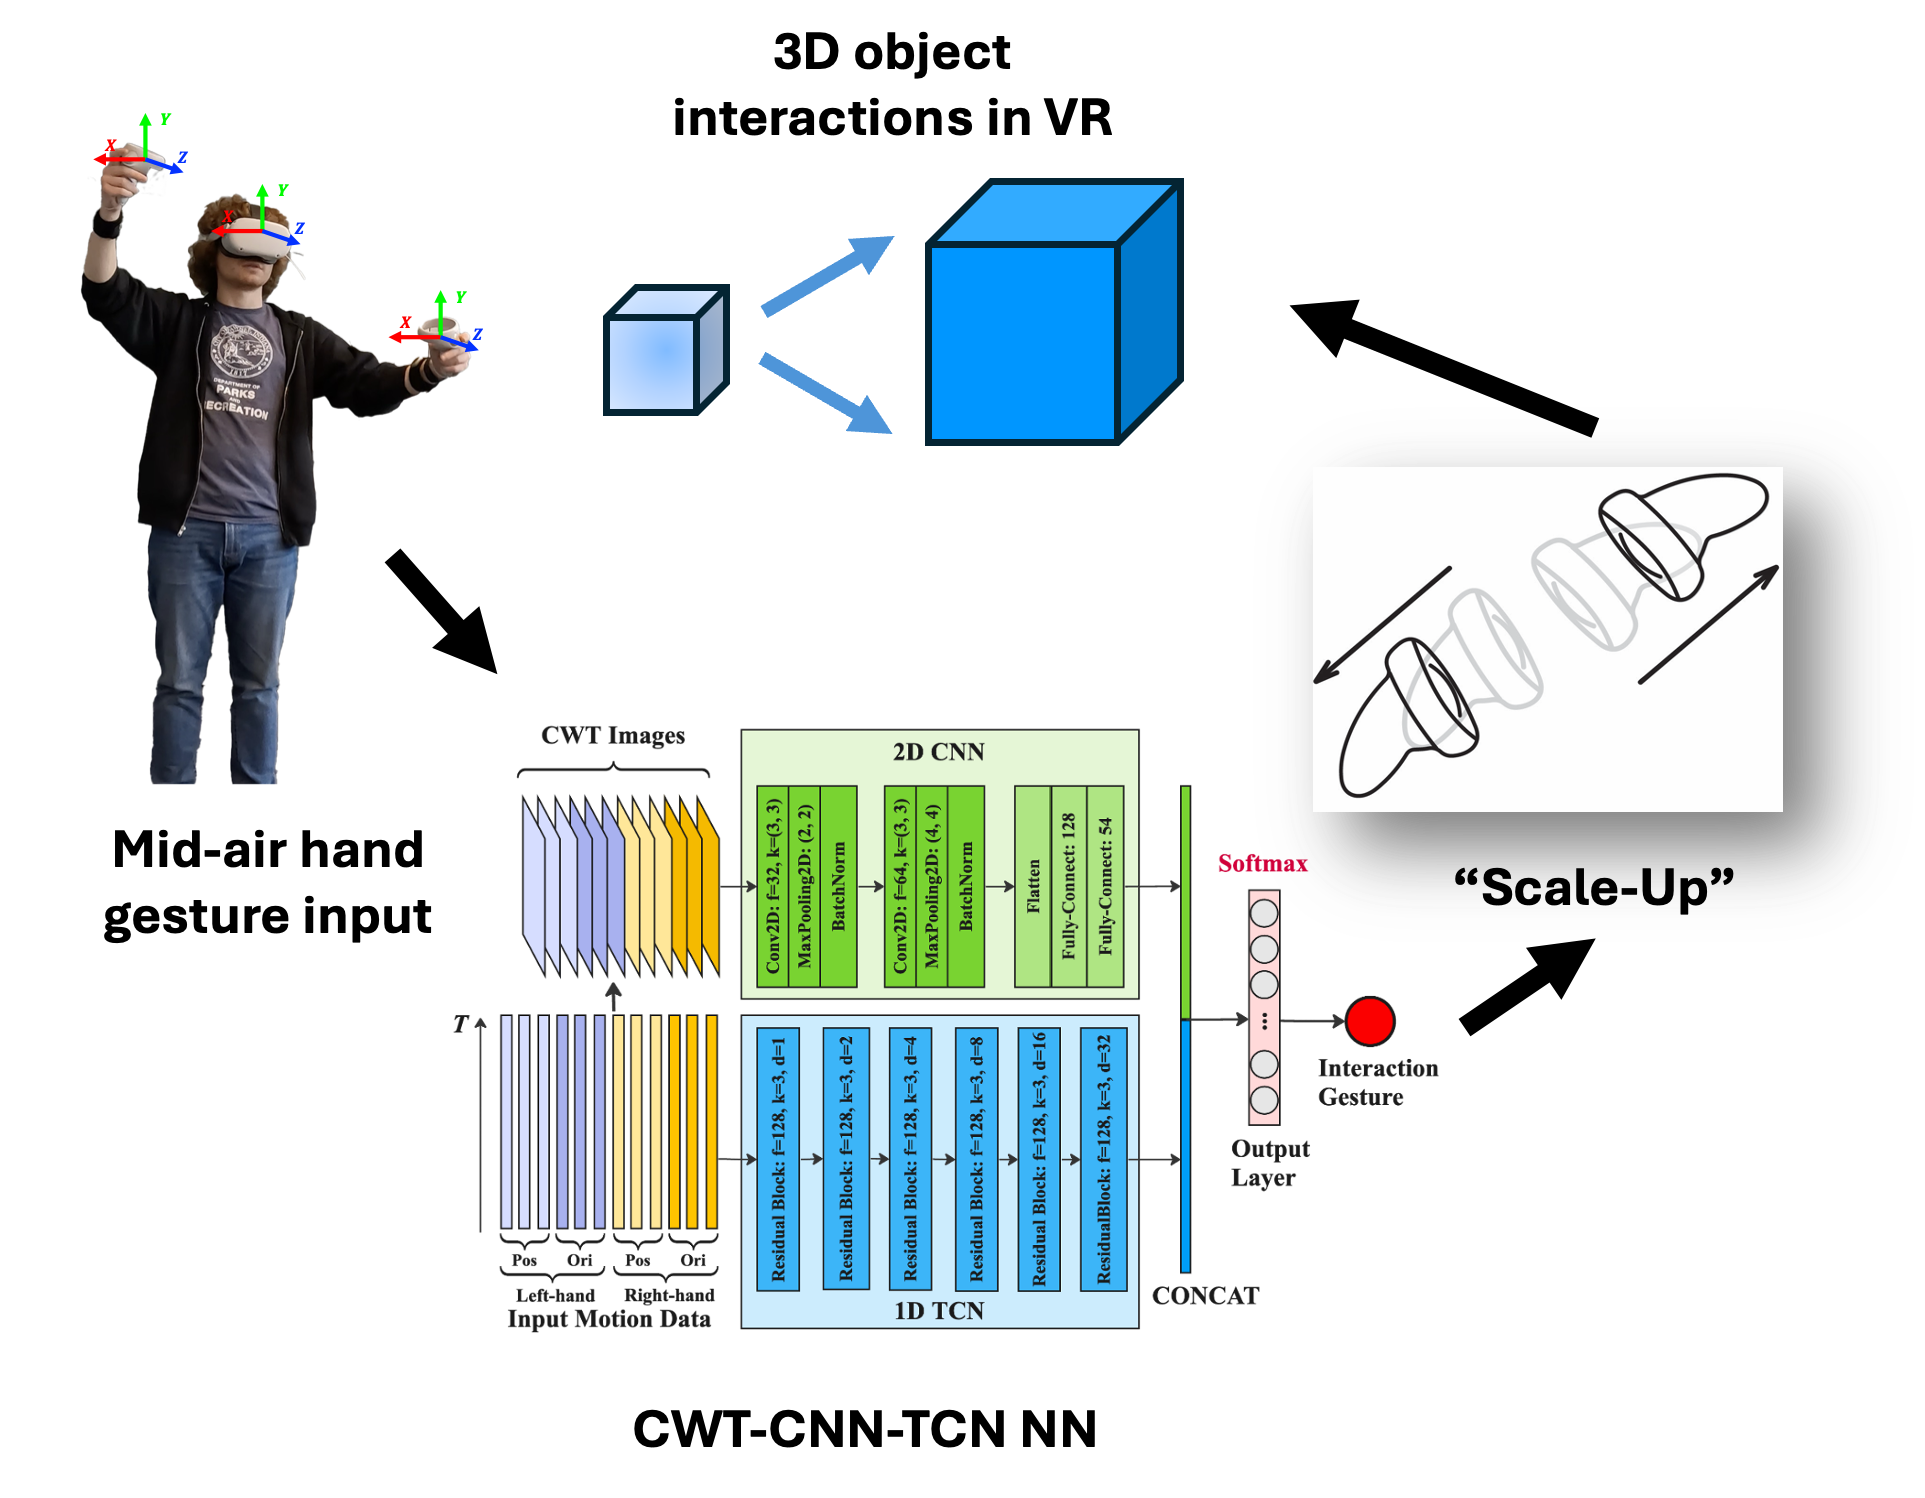 3D object
interactions in VR
Y
X
Z
Y
X
Z
Y
X
Z
DEPARTMENT OF
PARKS
AND
RECREATION
Mid-air hand
gesture input
CWT Images
2D CNN
Conv2D: f=32, k=(3, 3)
MaxPooling2D: (2, 2)
BatchNorm
Conv2D: f=64, k=(3, 3)
MaxPooling2D: (4, 4)
BatchNorm
Flatten
Fully-Connect: 128
Fully-Connect: 54
Softmax
...
“Scale-Up”
T
Residual Block: f=128, k=3, d=1
Residual Block: f=128, k=3, d=2
Residual Block: f=128, k=3, d=4
Residual Block: f=128, k=3, d=8
Residual Block: f=128, k=3, d=16
ResidualBlock: f=128, k=3, d=32
1D TCN
Interaction
Gesture
Output
Layer
Pos
Ori
Pos
Ori
Left-hand
Right-hand
Input Motion Data
CONCAT
CWT-CNN-TCN NN